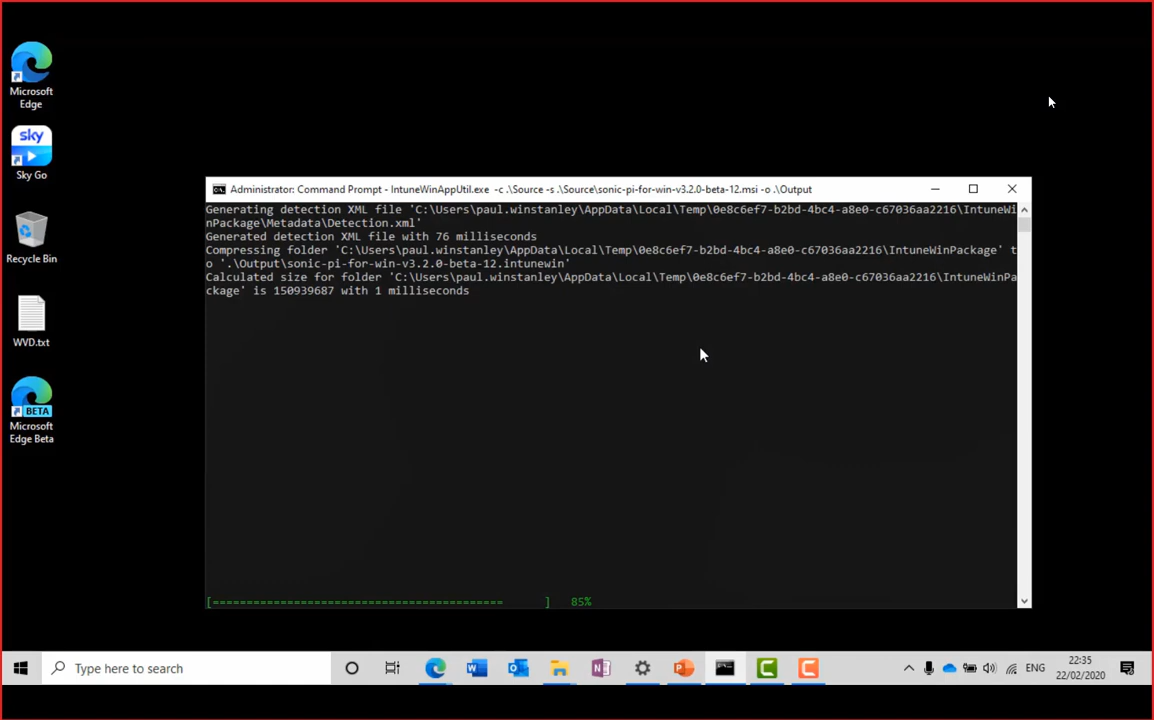 Microsoft
Edge
sky
Sky Go
Recycle Bin
WVD.txt
BETA
Microsoft
Edge Beta
Administrator: Command Prompt - IntuneWinAppUtil.exe -c .\Source -s .\Source\sonic-pi-for-win-v3.2.0-beta-12.msi -o .\Output
Generating detection XML file 'C:\Users\paul.winstanley\AppData\Local\Temp\0e8c6ef7-b2bd-4bc4-a8e0-c67036aa2216\IntuneWi
nPackage\Metadata\Detection.xml'
Generated detection XML file with 76 milliseconds
Compressing folder 'C:\Users\paul.winstanley\AppData\Local\Temp\0e8c6ef7-b2bd-4bc4-a8e0-c67036aa2216\IntuneWinPackage' t
o '.\Output\sonic-pi-for-win-v3.2.0-beta-12.intunewin'
Calculated size for folder 'C:\Users\paul.winstanley\AppData\Local\Temp\0e8c6ef7-b2bd-4bc4-a8e0-c67036aa2216\IntuneWinPa
ckage' is 150939687 with 1 milliseconds
[=========================================== ] 85%
Type here to search
ENG
22:35
22/02/2020